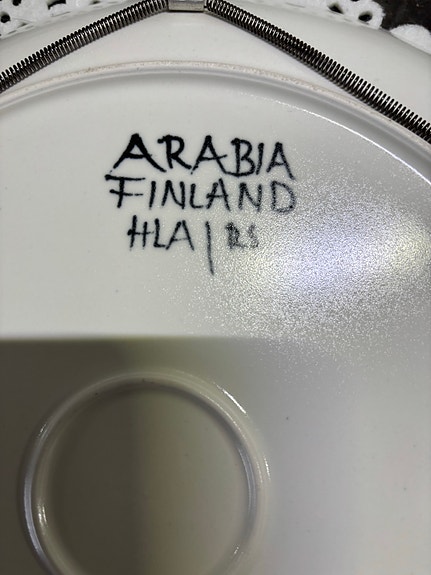 ARABIA
FINLAND
HLA | RS